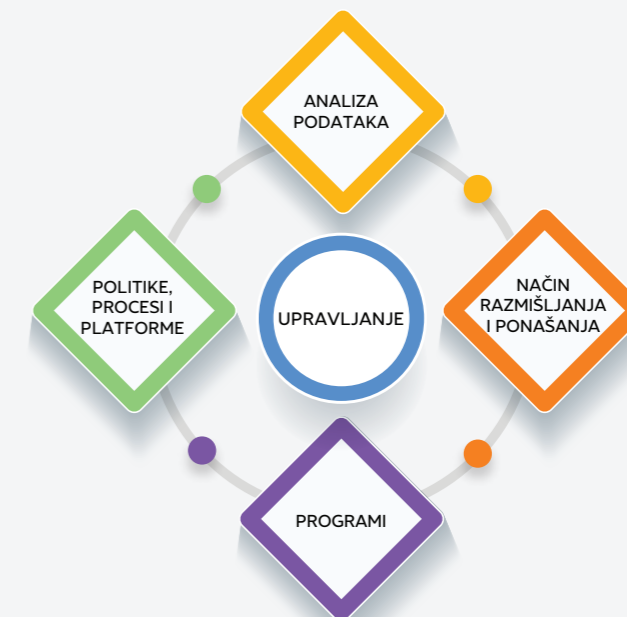 ANALIZA
PODATAKA
POLITIKE,
PROCESI I
PLATFORME
UPRAVLJANJE
NAČIN
RAZMIŠLJANJA
I PONAŠANJA
PROGRAMI